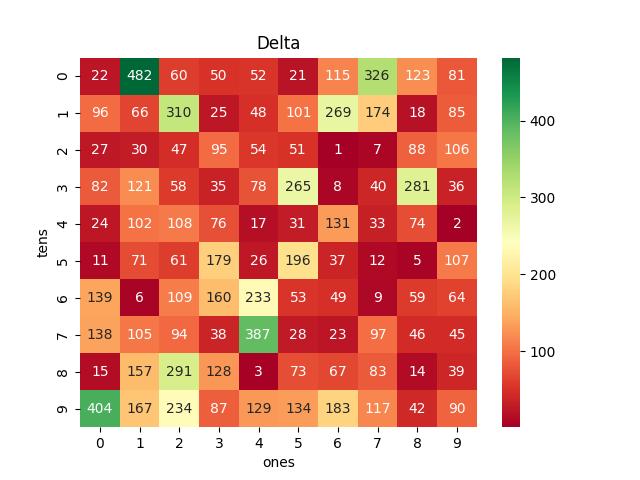 Delta
0 22 482 60 50 52 21 115 326 123 81
1 96 66 310 25 48 101 269 174 18 85
2 27 30 47 95 54 51 1 7 88 106
3 82 121 58 35 78 265 8 40 281 36
4 24 102 108 76 17 31 131 33 74 2
5 11 71 61 179 26 196 37 12 5 107
6 139 6 109 160 233 53 49 9 59 64
7 138 105 94 38 387 28 23 97 46 45
8 15 157 291 128 3 73 67 83 14 39
9 404 167 234 87 129 134 183 117 42 90
0 1 2 3 4 5 6 7 8 9
ones
tens
400
300
200
100